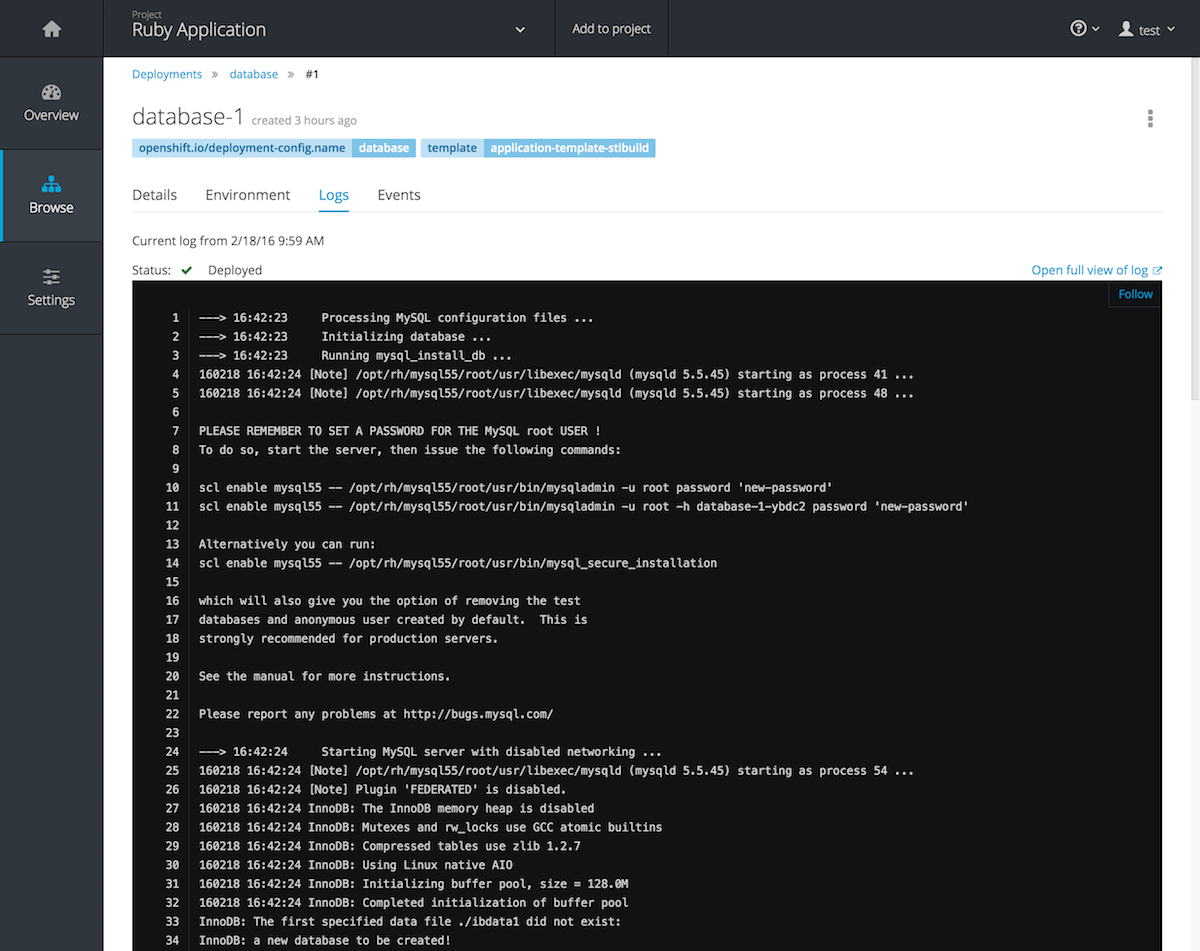 Project
Ruby Application
Add to project
test
Overview
Browse
Settings
Deployments » database » #1
database-1 created 3 hours ago
openshift.io/deployment-config.name database template application-template-stibuild
Details Environment Logs Events
Current log from 2/18/16 9:59 AM
Status: Deployed Open full view of log
Follow
1 ---> 16:42:23 Processing MySQL configuration files ...
2 ---> 16:42:23 Initializing database ...
3 ---> 16:42:23 Running mysql_install_db ...
4 160218 16:42:24 [Note] /opt/rh/mysql55/root/usr/libexec/mysqld (mysqld 5.5.45) starting as process 41 ...
5 160218 16:42:24 [Note] /opt/rh/mysql55/root/usr/libexec/mysqld (mysqld 5.5.45) starting as process 48 ...
6
7 PLEASE REMEMBER TO SET A PASSWORD FOR THE MySQL root USER !
8 To do so, start the server, then issue the following commands:
9
10 scl enable mysql55 -- /opt/rh/mysql55/root/usr/bin/mysqladmin -u root password 'new-password'
11 scl enable mysql55 -- /opt/rh/mysql55/root/usr/bin/mysqladmin -u root -h database-1-ybdc2 password 'new-password'
12
13 Alternatively you can run:
14 scl enable mysql55 -- /opt/rh/mysql55/root/usr/bin/mysql_secure_installation
15
16 which will also give you the option of removing the test
17 databases and anonymous user created by default.  This is
18 strongly recommended for production servers.
19
20 See the manual for more instructions.
21
22 Please report any problems at http://bugs.mysql.com/
23
24 ---> 16:42:24 Starting MySQL server with disabled networking ...
25 160218 16:42:24 [Note] /opt/rh/mysql55/root/usr/libexec/mysqld (mysqld 5.5.45) starting as process 54 ...
26 160218 16:42:24 [Note] Plugin 'FEDERATED' is disabled.
27 160218 16:42:24 InnoDB: The InnoDB memory heap is disabled
28 160218 16:42:24 InnoDB: Mutexes and rw_locks use GCC atomic builtins
29 160218 16:42:24 InnoDB: Compressed tables use zlib 1.2.7
30 160218 16:42:24 InnoDB: Using Linux native AIO
31 160218 16:42:24 InnoDB: Initializing buffer pool, size = 128.0M
32 160218 16:42:24 InnoDB: Completed initialization of buffer pool
33 InnoDB: The first specified data file ./ibdata1 did not exist:
34 InnoDB: a new database to be created!